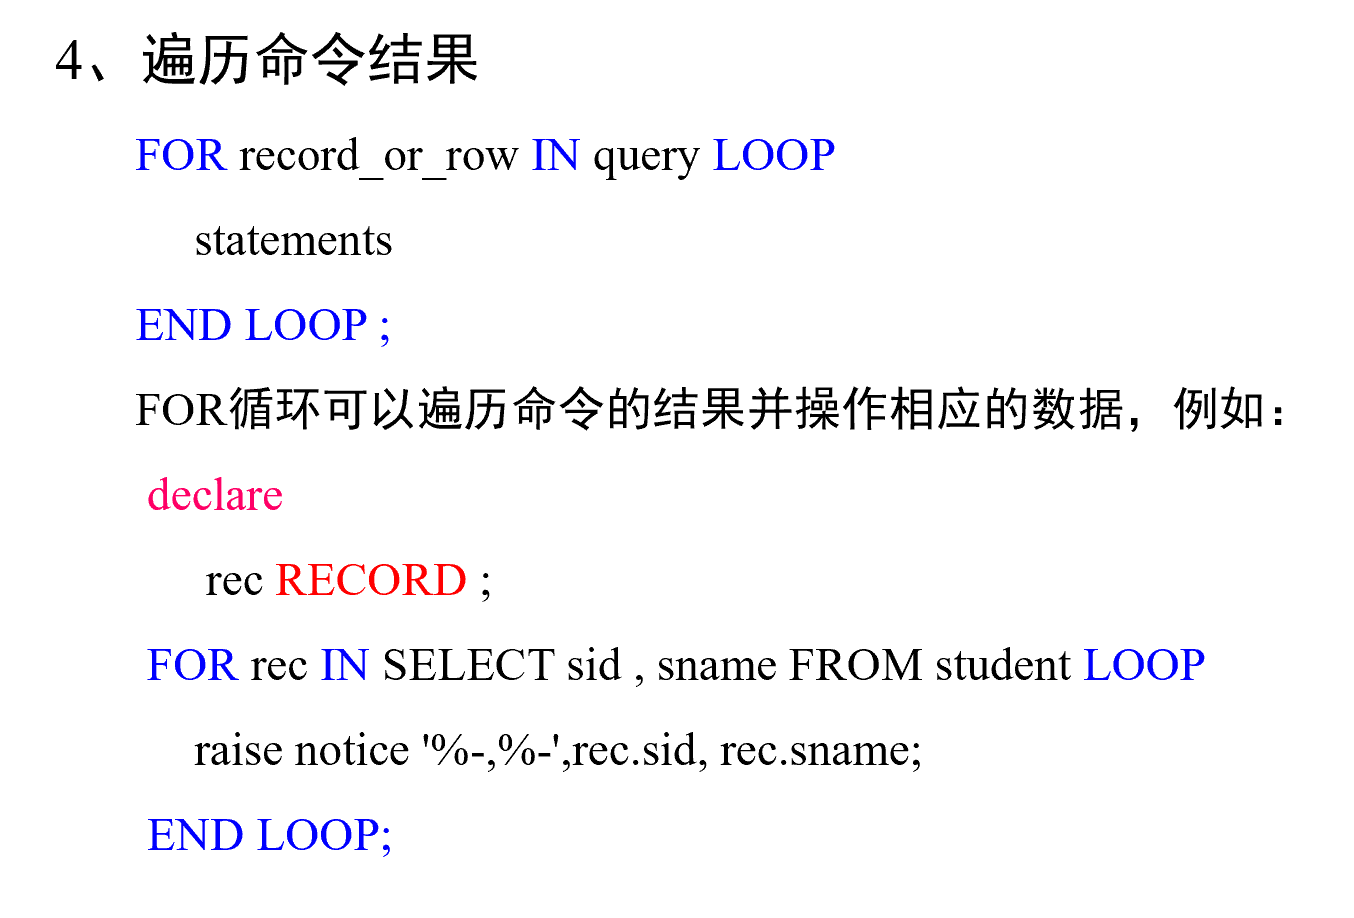 4、遍历命令结果
FOR record_or_row IN query LOOP
statements
END LOOP ;
FOR循环可以遍历命令的结果并操作相应的数据，例如：
declare
rec RECORD ;
FOR rec IN SELECT sid , sname FROM student LOOP
raise notice '%-,%-',rec.sid, rec.sname;
END LOOP;